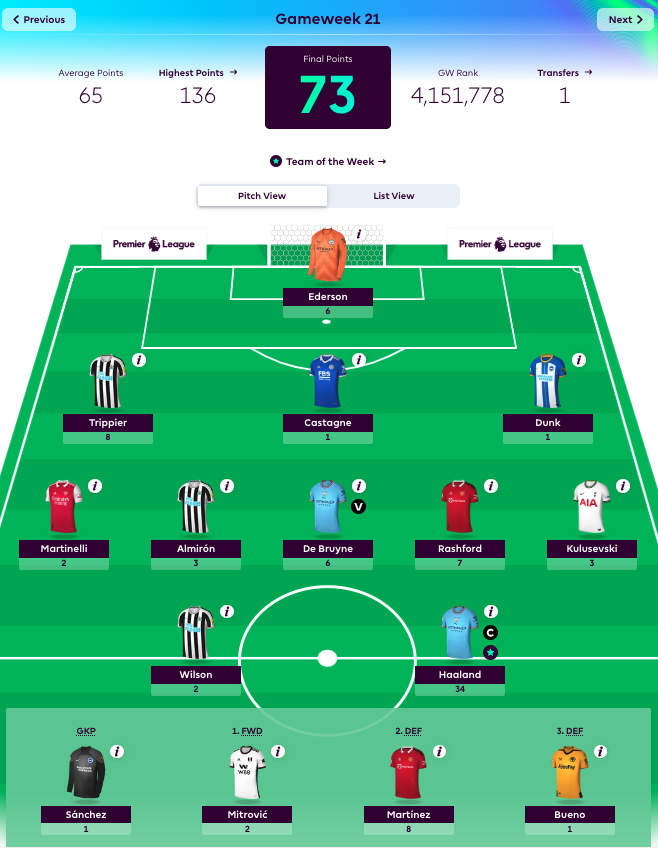 Previous
Gameweek 21
Next
Average Points
65
Highest Points →
136
Final Points
73
GW Rank
4,151,778
Transfers →
1
Team of the Week →
Pitch View
List View
Premier League
Premier League
Ederson
6
Trippier
8
Castagne
1
Dunk
1
FBS
AIA
Martinelli
2
Almirón
3
V
De Bruyne
6
Rashford
7
Kulusevski
3
Wilson
2
C
Haaland
34
GKP
1. FWD
2. DEF
3. DEF
W88
Sánchez
1
Mitrović
2
Martínez
8
Bueno
1